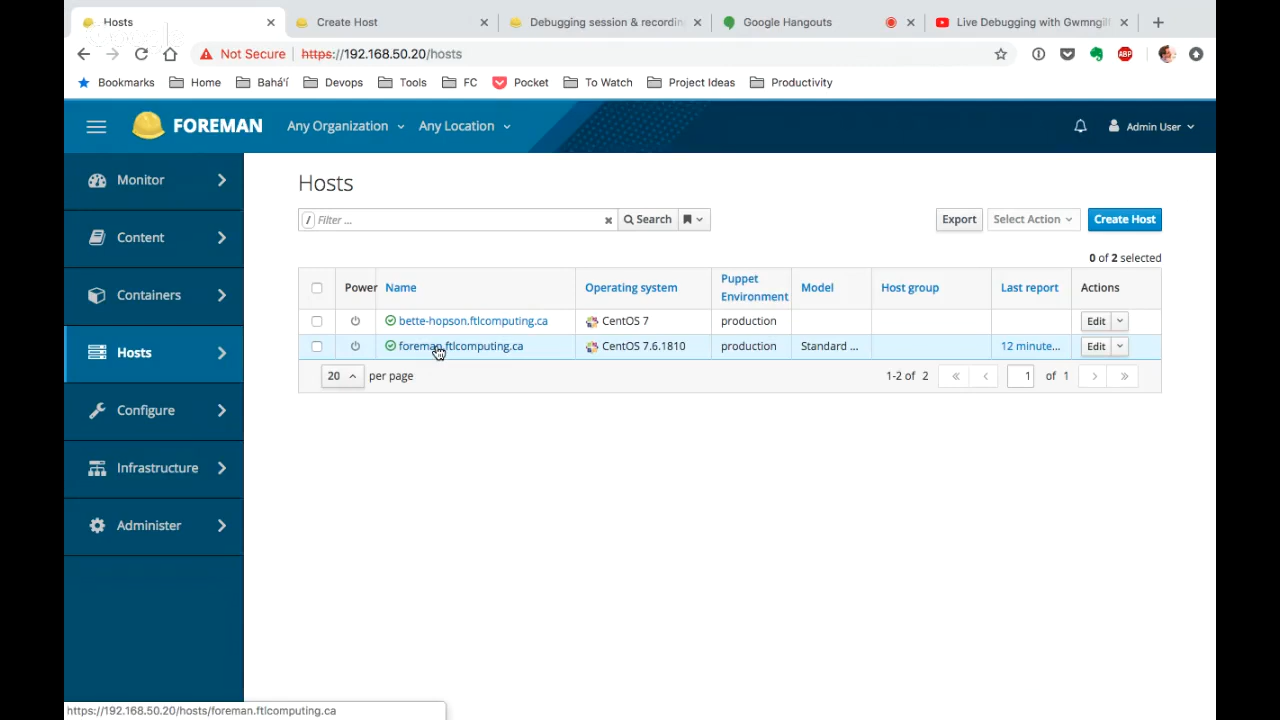 Hosts
Create Host
Debugging session & recordin
Google Hangouts
Live Debugging with Gwmngil
Not Secure
https://192.168.50.20/hosts
Bookmarks
Home
Bahá'í
Devops
Tools
FC
Pocket
To Watch
Project Ideas
Productivity
FOREMAN
Any Organization
Any Location
Admin User
Monitor
Content
Containers
Hosts
Configure
Infrastructure
Administer
Hosts
/ Filter ...
Search
Export
Select Action
Create Host
0 of 2 selected
Power
Name
Operating system
Puppet
Environment
Model
Host group
Last report
Actions
bette-hopson.ftlcomputing.ca
CentOS 7
production
Edit
foreman.ftlcomputing.ca
CentOS 7.6.1810
production
Standard ...
12 minute...
Edit
20
per page
1-2 of 2
«
‹
1
of 1
›
»
https://192.168.50.20/hosts/foreman.ftlcomputing.ca